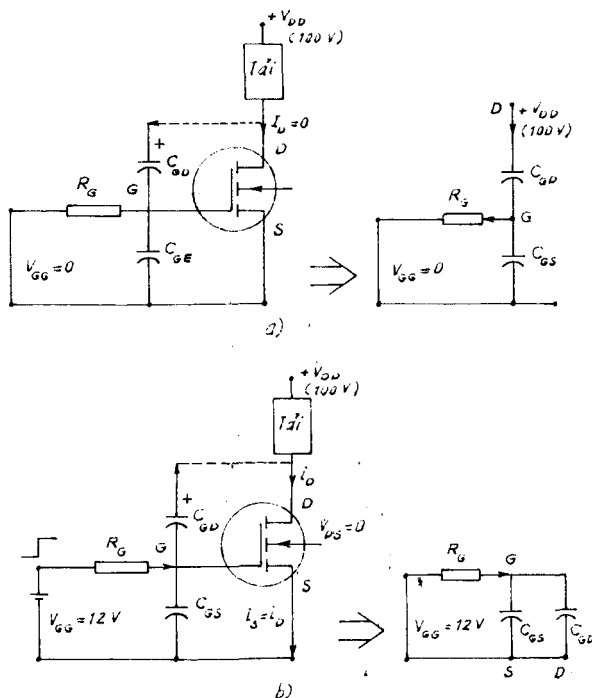 +V_DD
(100 V)
Tải
I_D=0
D
+
C_GD
R_G
G
S
C_GE
V_GG=0
D
+V_DD
(100V)
C_GD
R_G
G
C_GS
V_GG=0
a)
+V_DD
(100 V)
Tải
i_D
D
+
C_GD
V_DS=0
R_G
G
S
C_GS
V_GG=12 V
i_S=i_D
R_G
G
V_GG=12 V
C_GS
C_GD
S
D
b)